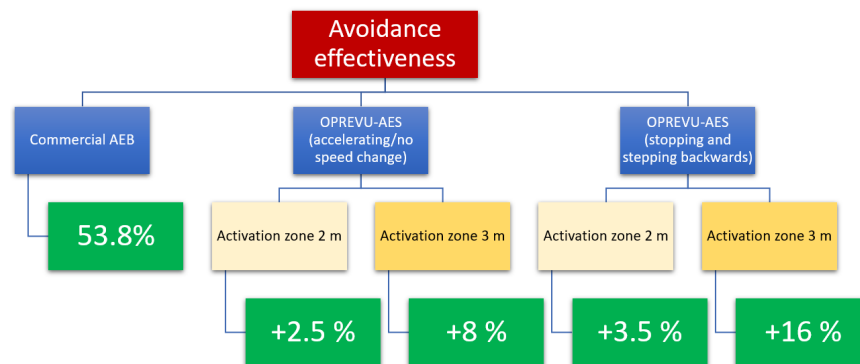 Avoidance
effectiveness
Commercial AEB
OPREVU-AES
(accelerating/no
speed change)
OPREVU-AES
(stopping and
stepping backwards)
53.8%
Activation zone 2 m
Activation zone 3 m
Activation zone 2 m
Activation zone 3 m
+2.5 %
+8 %
+3.5 %
+16 %